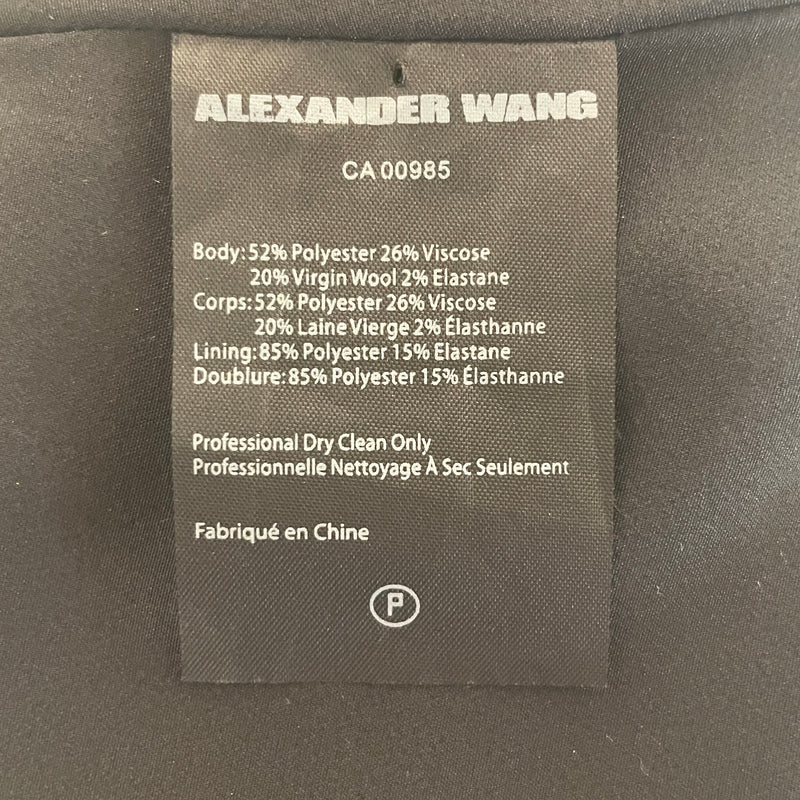 ALEXANDER WANG
CA 00985
Body: 52% Polyester 26% Viscose
20% Virgin Wool 2% Elastane
Corps: 52% Polyester 26% Viscose
20% Laine Vierge 2% Élasthanne
Lining: 85% Polyester 15% Elastane
Doublure: 85% Polyester 15% Élasthanne
Professional Dry Clean Only
Professionnelle Nettoyage À Sec Seulement
Fabriqué en Chine
P